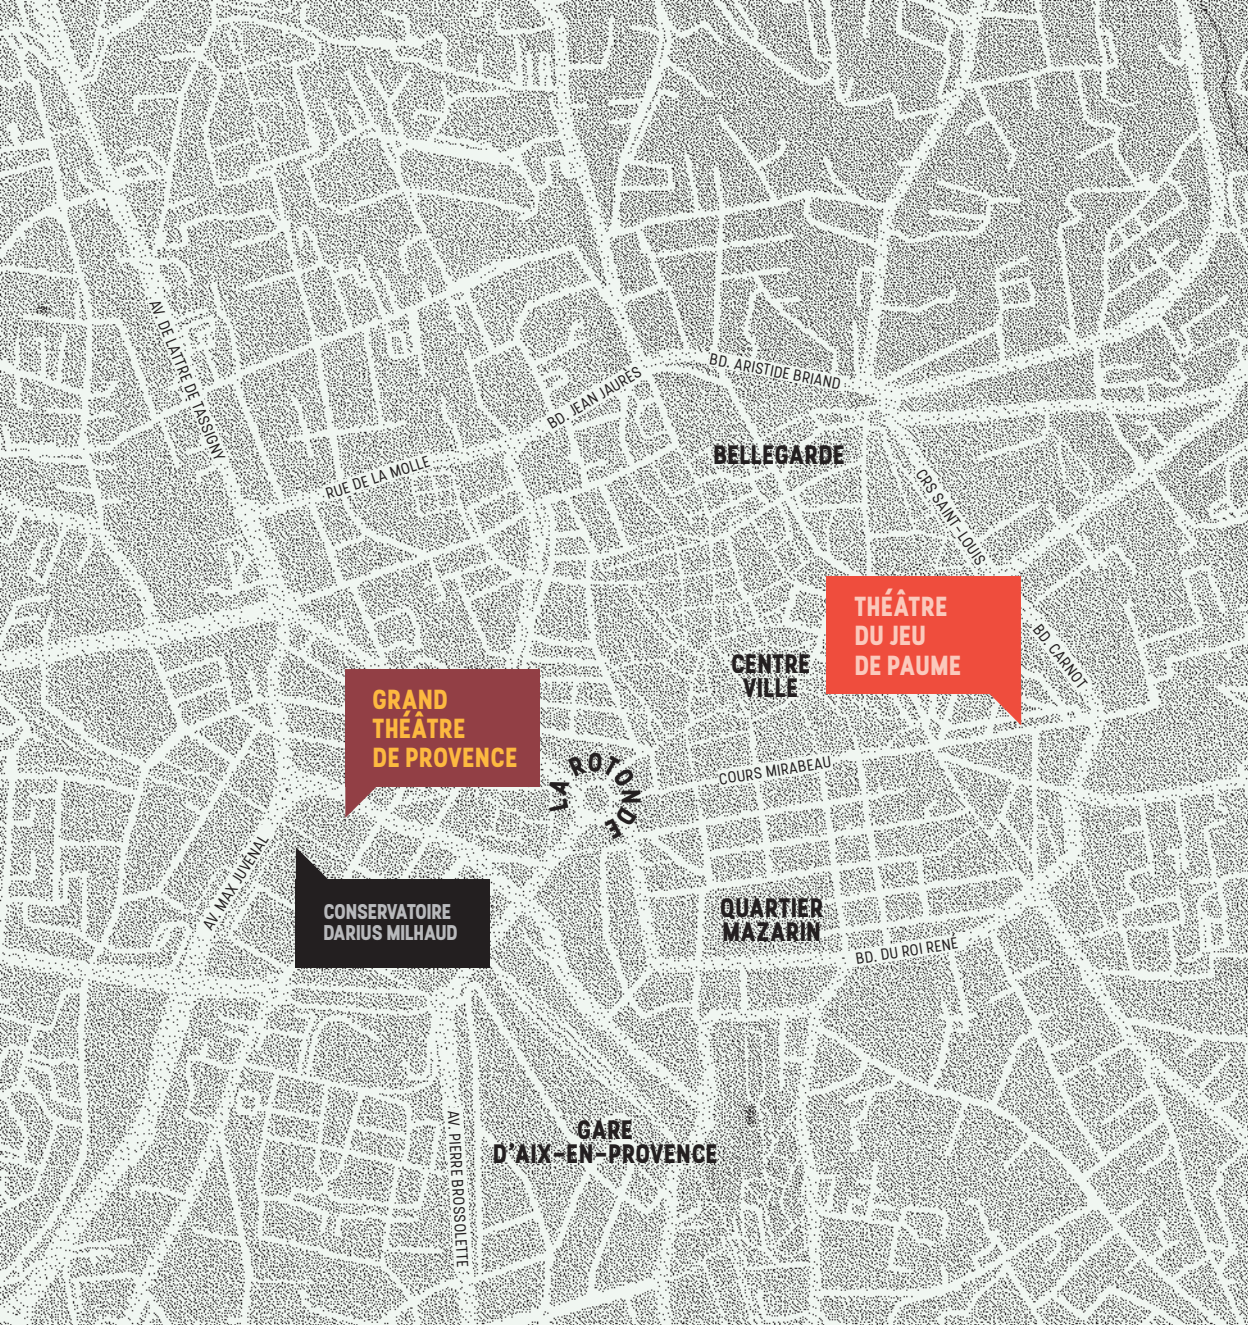 AV. DE LATTRE DE TASSIGNY
BD. ARISTIDE BRIAND
BD. JEAN JAURES
RUE DE LA MOLLE
BELLEGARDE
CRS SAINT-LOUIS
THÉÂTRE
DU JEU
DE PAUME
BD. CARNOT
CENTRE
VILLE
GRAND
THÉÂTRE
DE PROVENCE
LA ROTONDE
COURS MIRABEAU
AV. MAX JUVENAL
CONSERVATOIRE
DARIUS MILHAUD
QUARTIER
MAZARIN
BD. DU ROI RENÉ
AV. PIERRE BROSSOLETTE
GARE
D'AIX-EN-PROVENCE